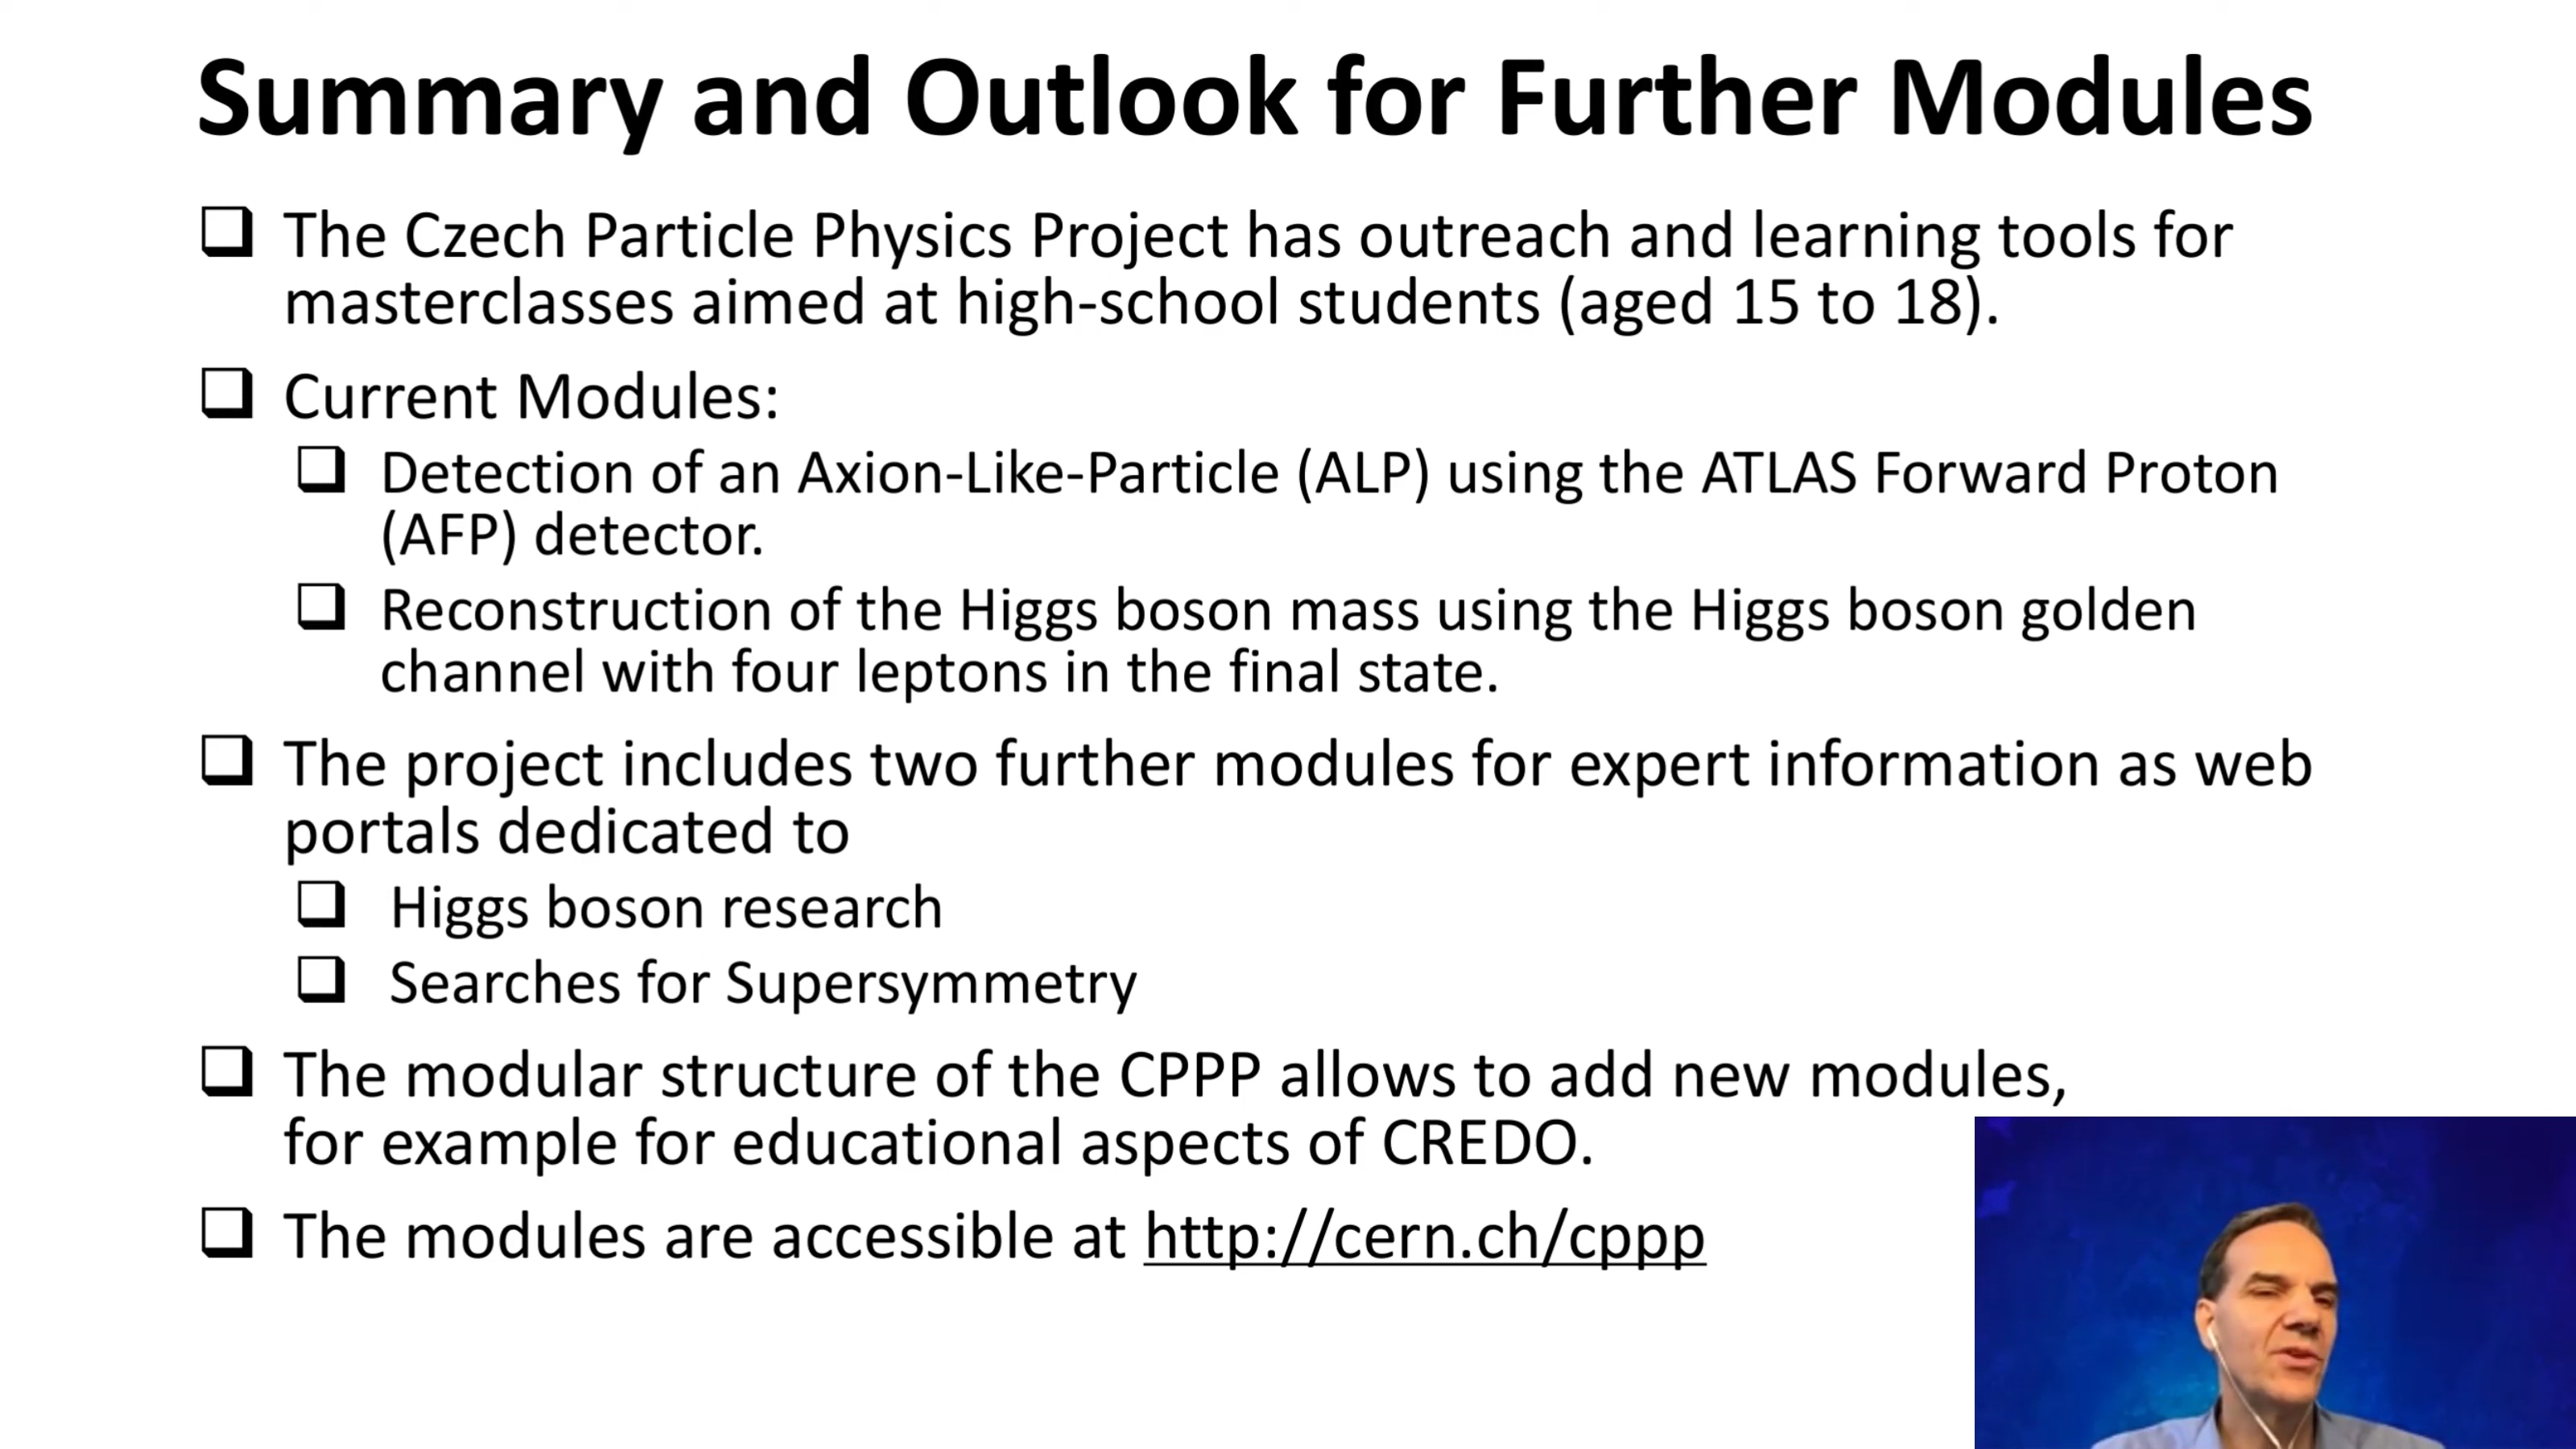 Summary and Outlook for Further Modules
The Czech Particle Physics Project has outreach and learning tools for
masterclasses aimed at high-school students (aged 15 to 18).
Current Modules:
Detection of an Axion-Like-Particle (ALP) using the ATLAS Forward Proton
(AFP) detector.
Reconstruction of the Higgs boson mass using the Higgs boson golden
channel with four leptons in the final state.
The project includes two further modules for expert information as web
portals dedicated to
Higgs boson research
Searches for Supersymmetry
The modular structure of the CPPP allows to add new modules,
for example for educational aspects of CREDO.
The modules are accessible at http://cern.ch/cppp